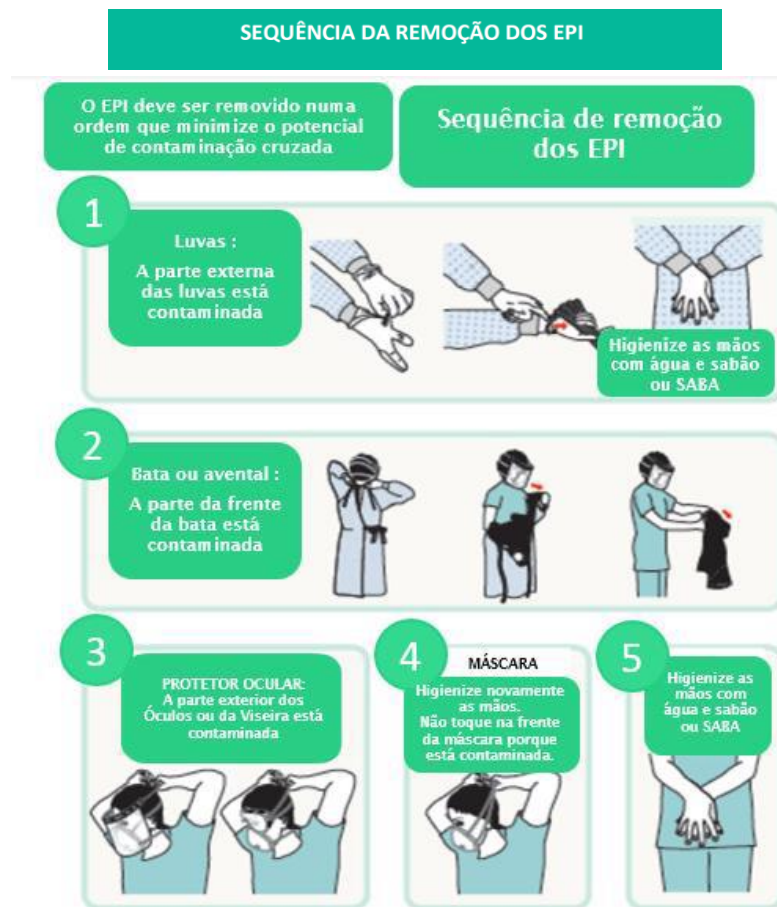 SEQUÊNCIA DA REMOÇÃO DOS EPI
O EPI deve ser removido numa
ordem que minimize o potencial
de contaminação cruzada
Sequência de remoção
dos EPI
1
Luvas :
A parte externa
das luvas está
contaminada
Higienize as mãos
com água e sabão
ou SABA
2
Bata ou avental :
A parte da frente
da bata está
contaminada
3
PROTETOR OCULAR:
A parte exterior dos
Óculos ou da Viseira está
contaminada
4
MÁSCARA
Higienize novamente
as mãos.
Não toque na frente
da máscara porque
está contaminada.
5
Higienize as
mãos com
água e sabão
ou SABA